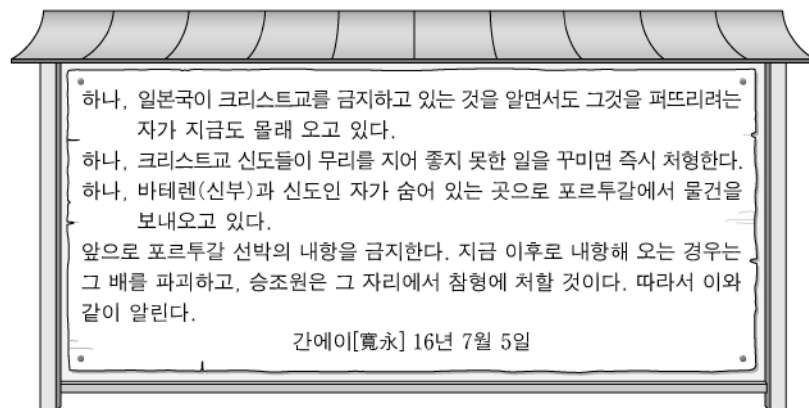 하나, 일본국이 크리스트교를 금지하고 있는 것을 알면서도 그것을 퍼뜨리려는
자가 지금도 몰래 오고 있다.
하나, 크리스트교 신도들이 무리를 지어 좋지 못한 일을 꾸미면 즉시 처형한다.
하나, 바테렌(신부)과 신도인 자가 숨어 있는 곳으로 포르투갈에서 물건을
보내오고 있다.
앞으로 포르투갈 선박의 내항을 금지한다. 지금 이후로 내항해 오는 경우는
그 배를 파괴하고, 승조원은 그 자리에서 참형에 처할 것이다. 따라서 이와
같이 알린다.
간에이[寬永] 16년 7월 5일